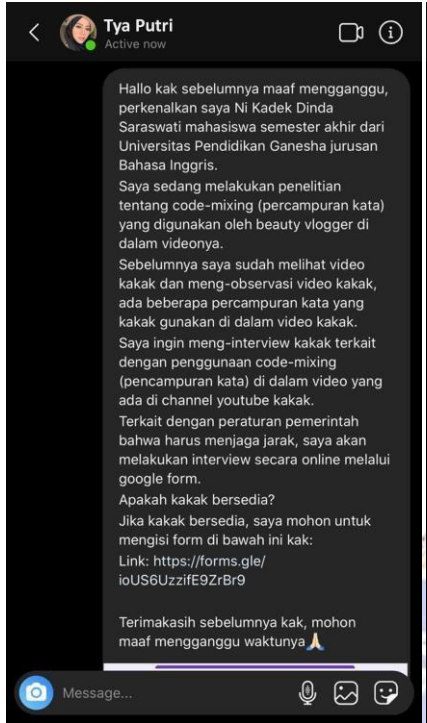 Tya Putri
Active now
Hallo kak sebelumnya maaf mengganggu,
perkenalkan saya Ni Kadek Dinda
Saraswati mahasiswa semester akhir dari
Universitas Pendidikan Ganesha jurusan
Bahasa Inggris.
Saya sedang melakukan penelitian
tentang code-mixing (percampuran kata)
yang digunakan oleh beauty vlogger di
dalam videonya.
Sebelumnya saya sudah melihat video
kakak dan meng-observasi video kakak,
ada beberapa percampuran kata yang
kakak gunakan di dalam video kakak.
Saya ingin meng-interview kakak terkait
dengan penggunaan code-mixing
(pencampuran kata) di dalam video yang
ada di channel youtube kakak.
Terkait dengan peraturan pemerintah
bahwa harus menjaga jarak, saya akan
melakukan interview secara online melalui
google form.
Apakah kakak bersedia?
Jika kakak bersedia, saya mohon untuk
mengisi form di bawah ini kak:
Link: https://forms.gle/
ioUS6UzzifE9ZrBr9
Terimakasih sebelumnya kak, mohon
maaf mengganggu waktunya🙏🏻
Message...